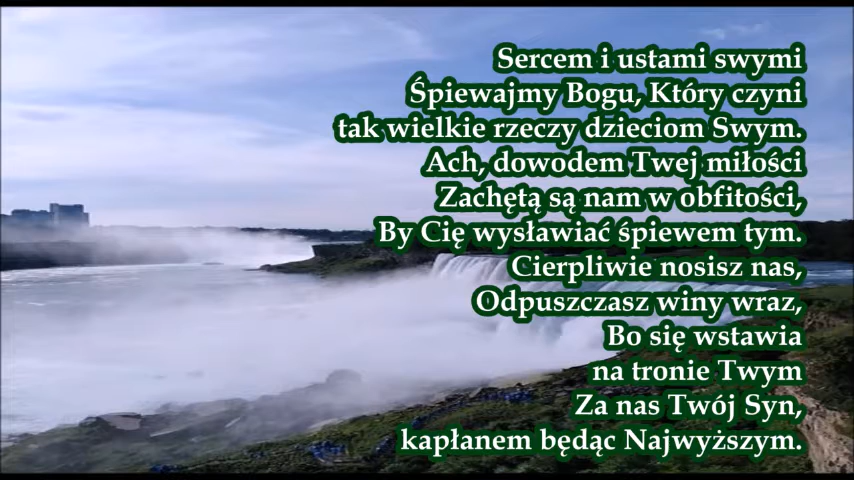 Sercem i ustami swymi
Śpiewajmy Bogu, Który czyni
tak wielkie rzeczy dzieciom Swym.
Ach, dowodem Twej miłości
Zachętą są nam w obfitości,
By Cię wysławiać śpiewem tym.
Cierpliwie nosisz nas,
Odpuszczasz winy wraz,
Bo się wstawia
na tronie Twym
Za nas Twój Syn,
kapłanem będąc Najwyższym.